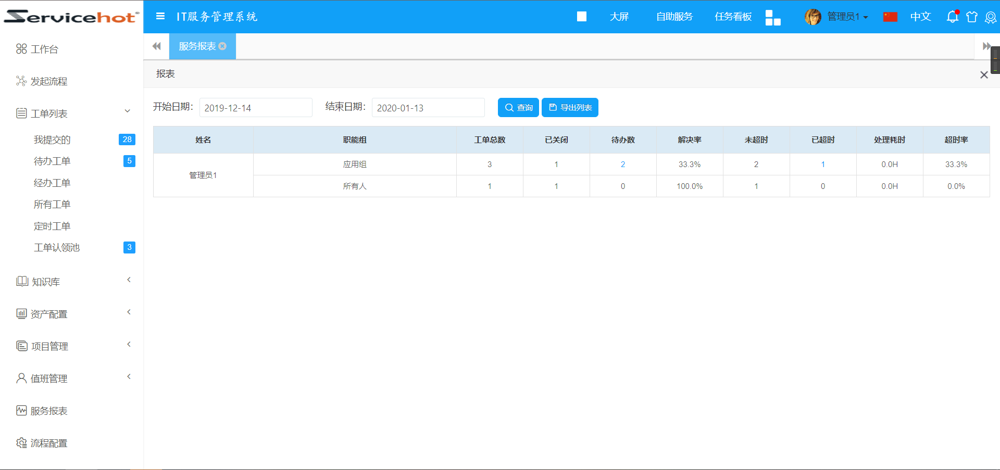 Servicehot®
IT服务管理系统
大屏
自助服务
任务看板
管理员1
中文
服务报表
工作台
发起流程
工单列表
我提交的 28
待办工单 5
经办工单
所有工单
定时工单
工单认领池 3
知识库
资产配置
项目管理
值班管理
服务报表
流程配置
报表
开始日期： 2019-12-14 结束日期： 2020-01-13 查询 导出列表
姓名 职能组 工单总数 已关闭 待办数 解决率 未超时 已超时 处理耗时 超时率
管理员1 应用组 3 1 2 33.3% 2 1 0.0H 33.3%
所有人 1 1 0 100.0% 1 0 0.0H 0.0%